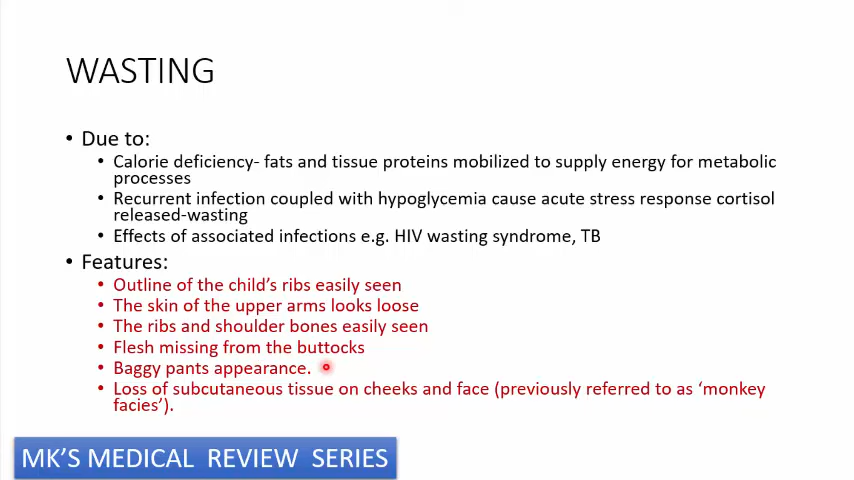 WASTING
• Due to:
• Calorie deficiency- fats and tissue proteins mobilized to supply energy for metabolic
processes
• Recurrent infection coupled with hypoglycemia cause acute stress response cortisol
released-wasting
• Effects of associated infections e.g. HIV wasting syndrome, TB
• Features:
• Outline of the child's ribs easily seen
• The skin of the upper arms looks loose
• The ribs and shoulder bones easily seen
• Flesh missing from the buttocks
• Baggy pants appearance.
• Loss of subcutaneous tissue on cheeks and face (previously referred to as 'monkey
facies').
MK'S MEDICAL REVIEW SERIES